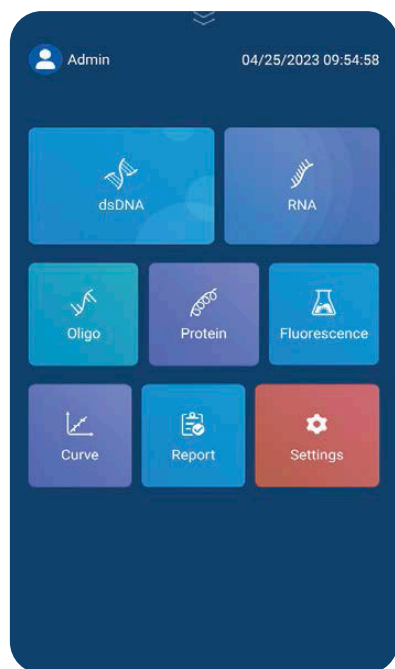 Admin
04/25/2023 09:54:58
dsDNA
RNA
Oligo
Protein
Fluorescence
Curve
Report
Settings